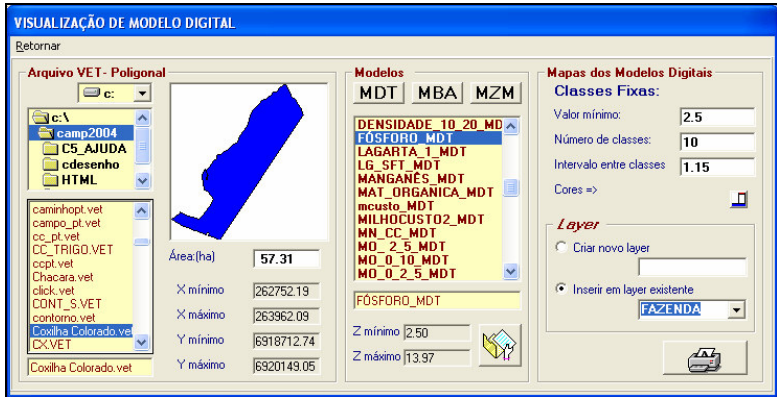 VISUALIZAÇÃO DE MODELO DIGITAL
Retornar
Arquivo VET- Poligonal
c:
c:\
camp2004
C5_AJUDA
cdesenho
HTML
caminhopt.vet
campo_pt.vet
cc_pt.vet
CC_TRIGO.VET
ccpt.vet
Chacara.vet
click.vet
CONT_S.VET
contorno.vet
Coxilha Colorado.vet
CX.VET
Coxilha Colorado.vet
Área:(ha) 57.31
X mínimo 262752.19
X máximo 263962.09
Y mínimo 6918712.74
Y máximo 6920149.05
Modelos
MDT MBA MZM
DENSIDADE_10_20_MD
FÓSFORO_MDT
LAGARTA_1_MDT
LG_SFT_MDT
MANGANÊS_MDT
MAT_ORGANICA_MDT
mcusto_MDT
MILHOCUSTO2_MDT
MN_CC_MDT
MO_2_5_MDT
MO_0_10_MDT
MO_0_2_5_MDT
FÓSFORO_MDT
Z mínimo 2.50
Z máximo 13.97
Mapas dos Modelos Digitais
Classes Fixas:
Valor mínimo: 2.5
Número de classes: 10
Intervalo entre classes 1.15
Cores =>
Layer
Criar novo layer
Inserir em layer existente
FAZENDA